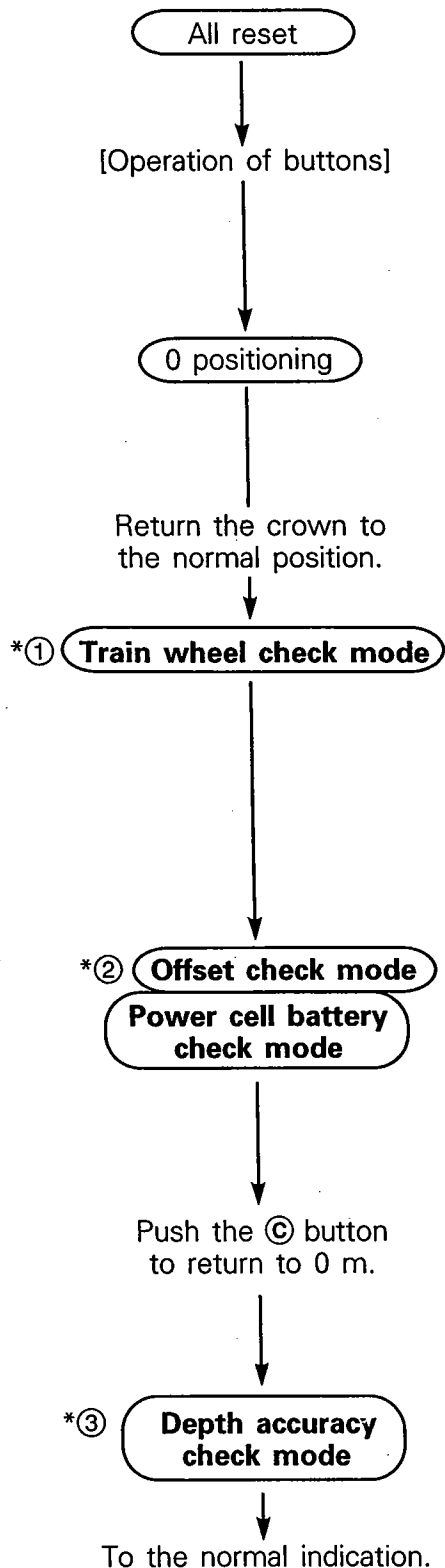 All reset
[Operation of buttons]
0 positioning
Return the crown to
the normal position.
*① Train wheel check mode
*② Offset check mode
Power cell battery
check mode
Push the Ⓒ button
to return to 0 m.
*③ Depth accuracy
check mode
To the normal indication.